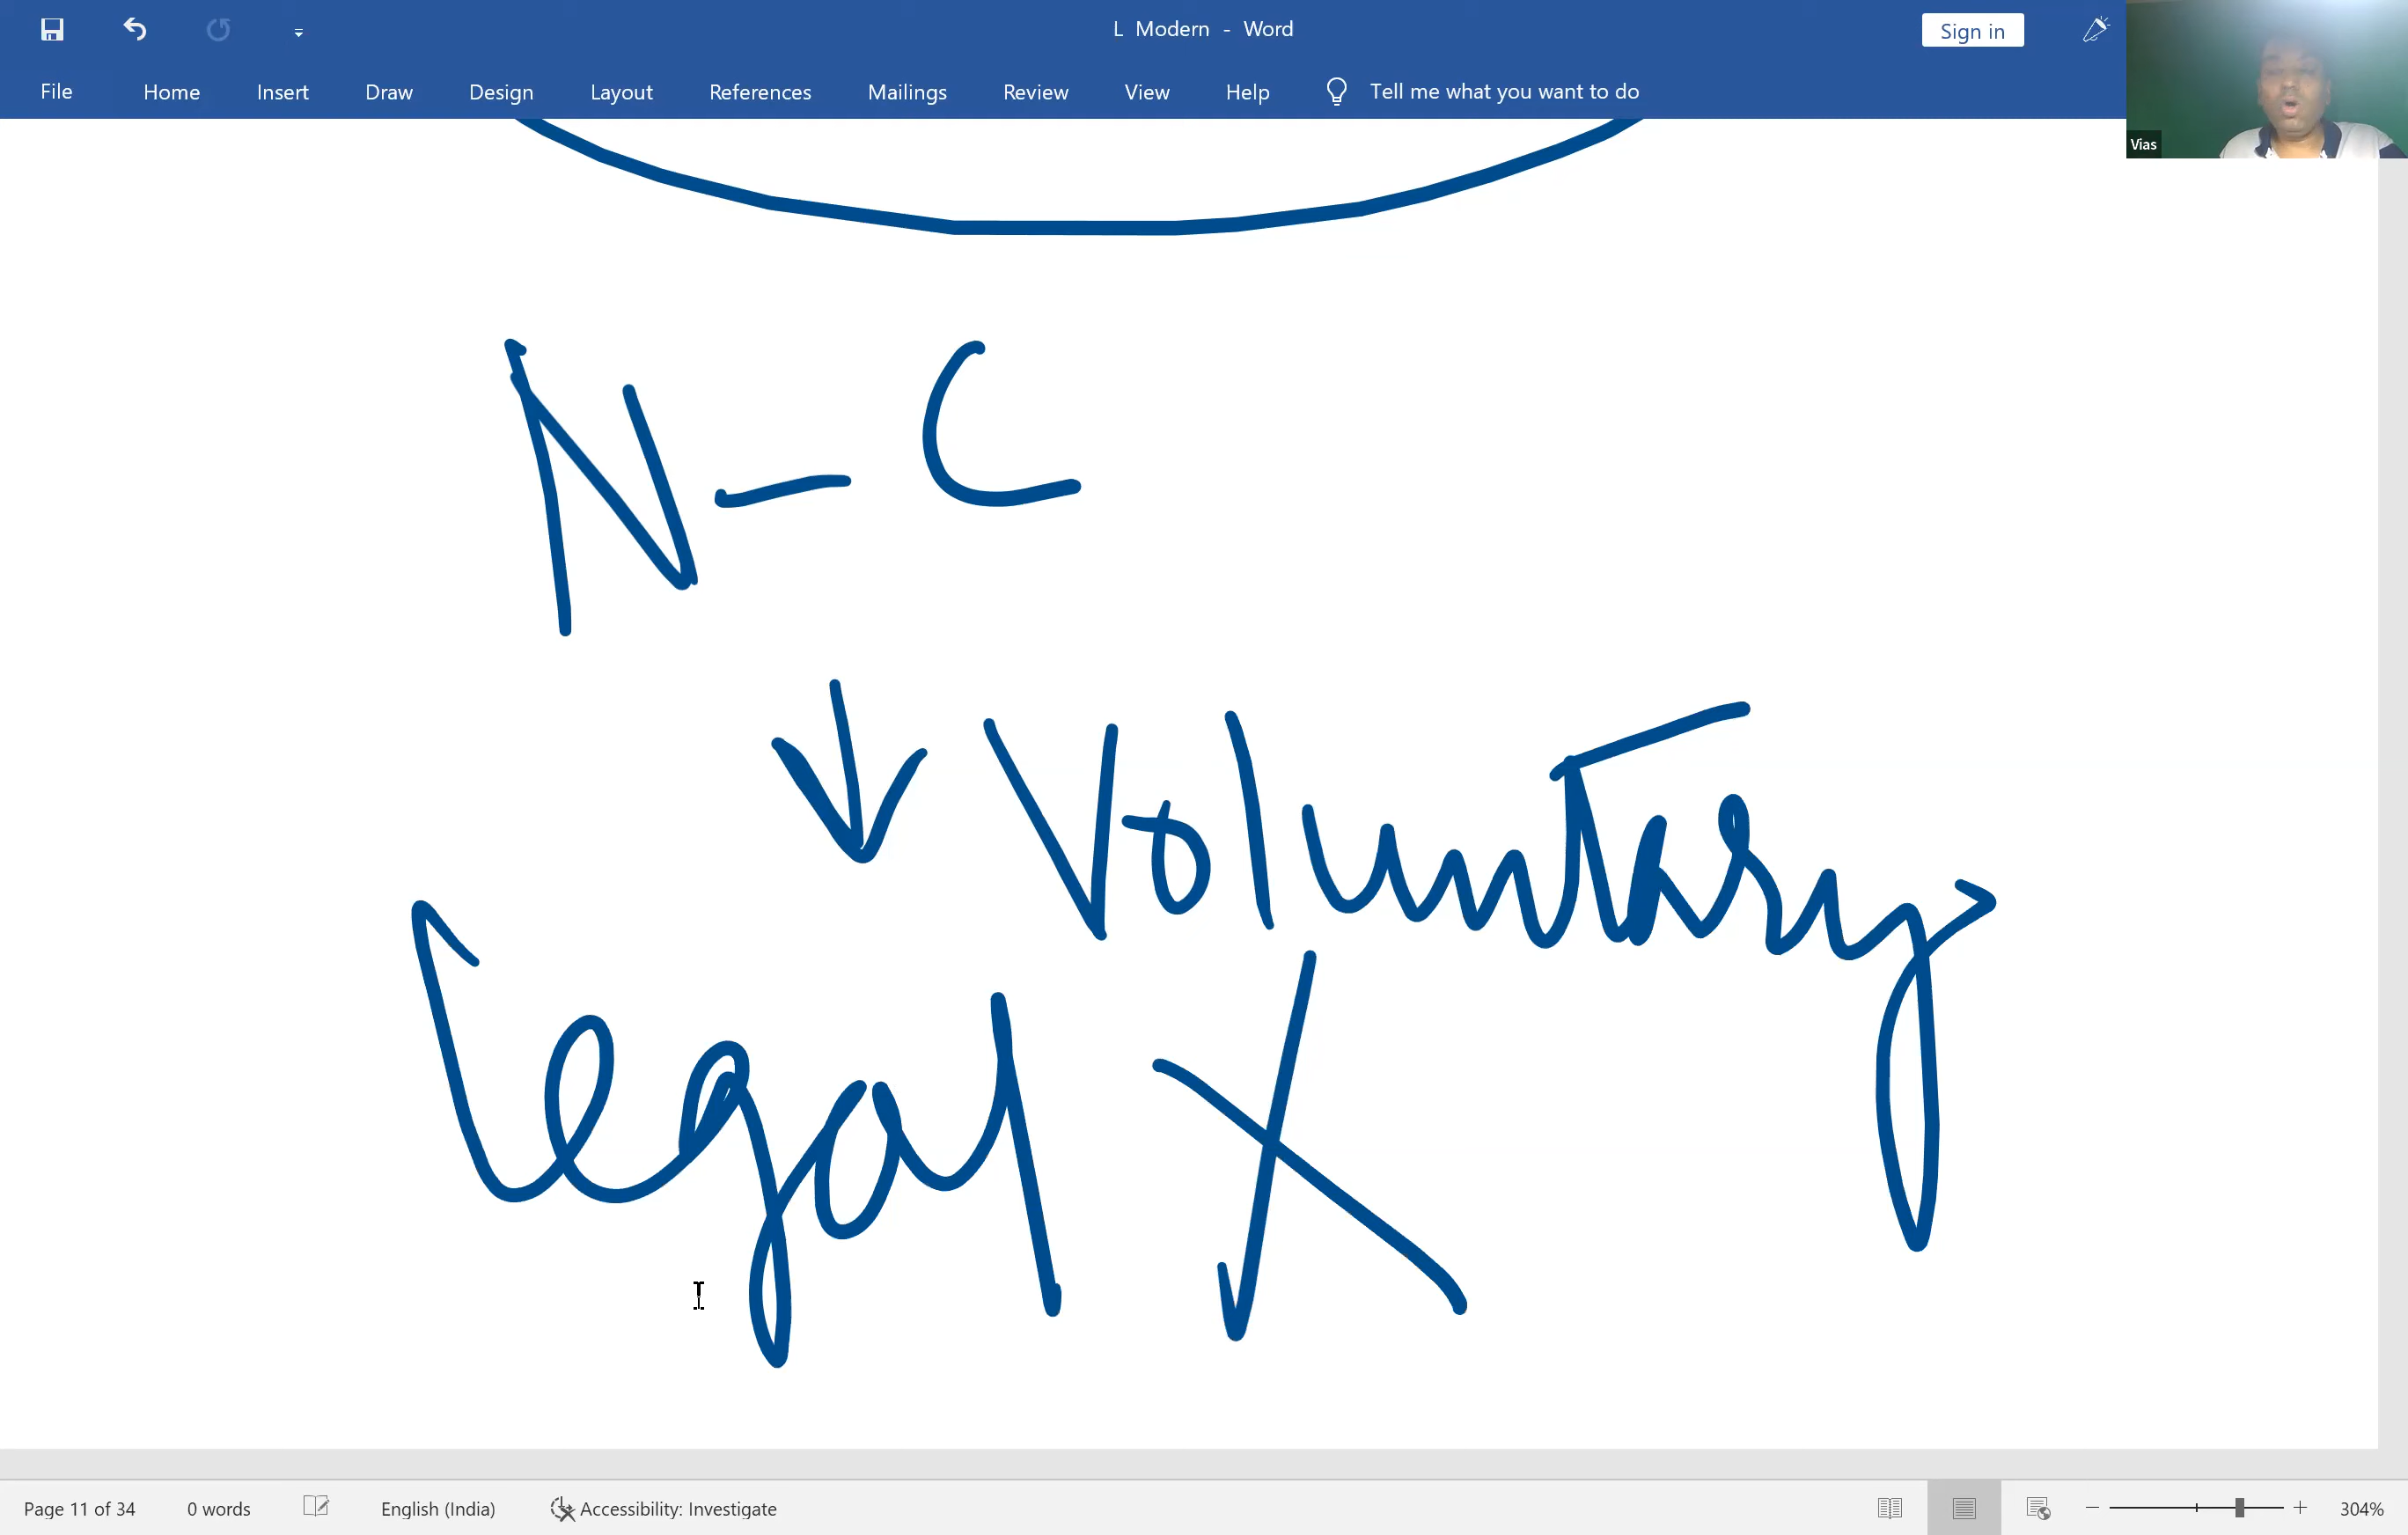 L Modern - Word
Sign in
File Home Insert Draw Design Layout References Mailings Review View Help Tell me what you want to do
Vias
N - C
Voluntary
Legal X
Page 11 of 34 0 words English (India) Accessibility: Investigate 304%